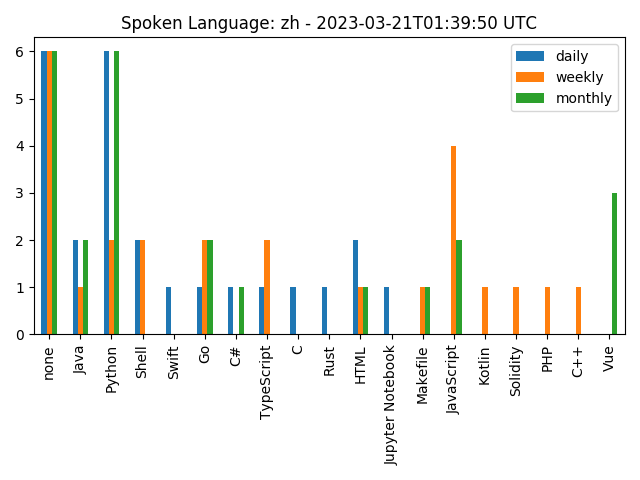 Spoken Language: zh - 2023-03-21T01:39:50 UTC
daily
weekly
monthly
6
5
4
3
2
1
0
none
Java
Python
Shell
Swift
Go
C#
TypeScript
C
Rust
HTML
Jupyter Notebook
Makefile
JavaScript
Kotlin
Solidity
PHP
C++
Vue